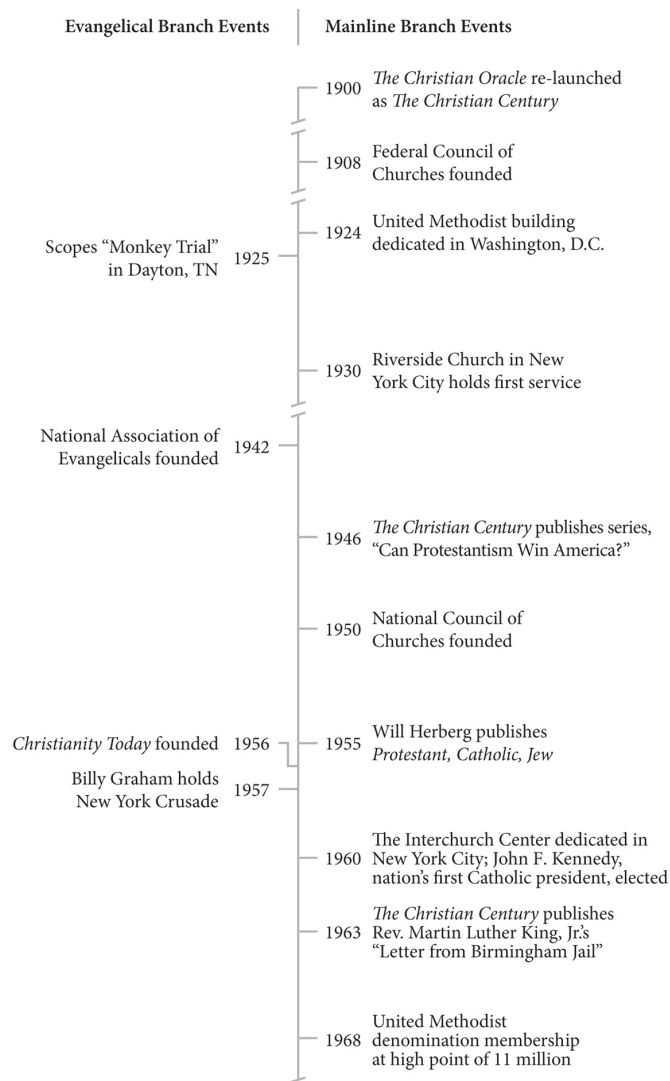 Evangelical Branch Events
Mainline Branch Events
1900
The Christian Oracle re-launched
as The Christian Century
1908
Federal Council of
Churches founded
1924
United Methodist building
dedicated in Washington, D.C.
Scopes “Monkey Trial”
in Dayton, TN
1925
1930
Riverside Church in New
York City holds first service
National Association of
Evangelicals founded
1942
1946
The Christian Century publishes series,
“Can Protestantism Win America?”
1950
National Council of
Churches founded
Christianity Today founded
1956
1955
Will Herberg publishes
Protestant, Catholic, Jew
Billy Graham holds
New York Crusade
1957
1960
The Interchurch Center dedicated in
New York City; John F. Kennedy,
nation’s first Catholic president, elected
1963
The Christian Century publishes
Rev. Martin Luther King, Jr.’s
“Letter from Birmingham Jail”
1968
United Methodist
denomination membership
at high point of 11 million